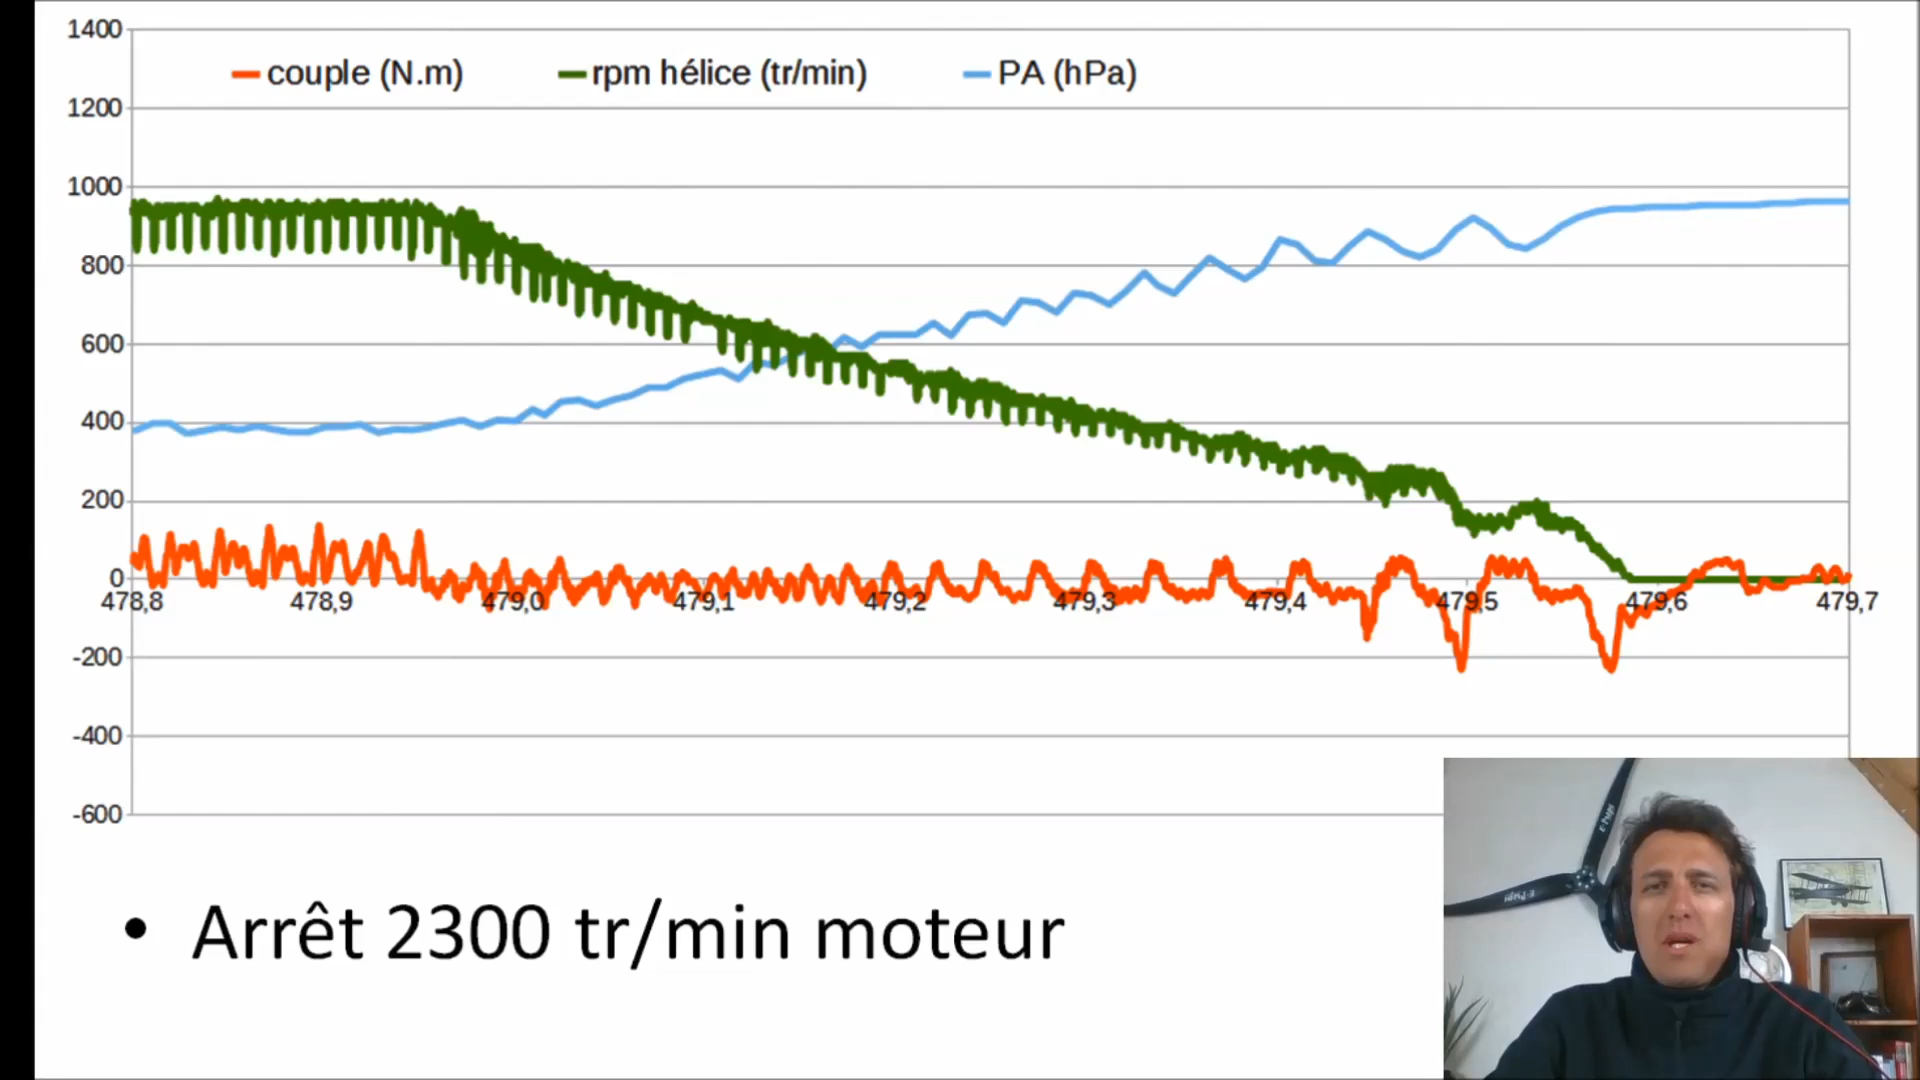 1400
couple (N.m) rpm hélice (tr/min) PA (hPa)
1200
1000
800
600
400
200
0
478,8 478,9 479,0 479,1 479,2 479,3 479,4 479,5 479,6 479,7
-200
-400
-600
• Arrêt 2300 tr/min moteur
E-Props
E-Props